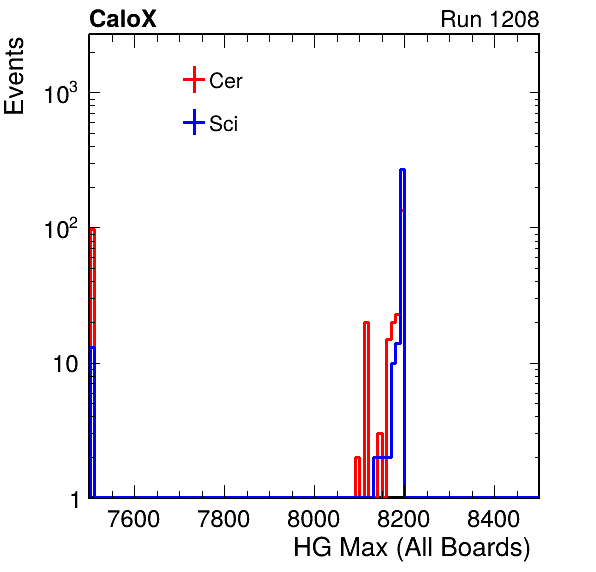 CaloX Run 1208
Events
10³
10²
10
1
Cer
Sci
7600 7800 8000 8200 8400
HG Max (All Boards)